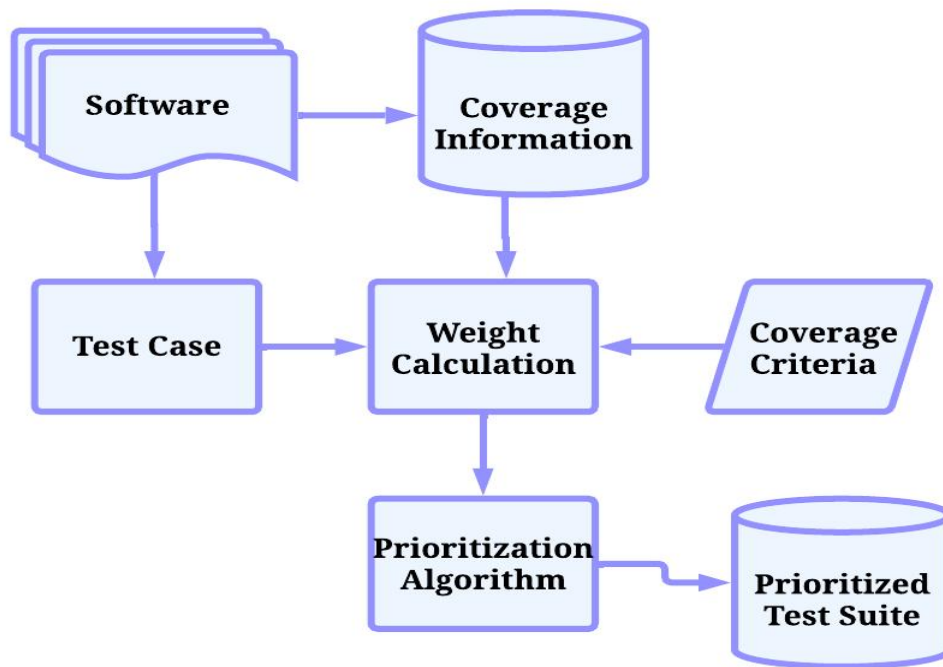 Software
Coverage
Information
Test Case
Weight
Calculation
Coverage
Criteria
Prioritization
Algorithm
Prioritized
Test Suite